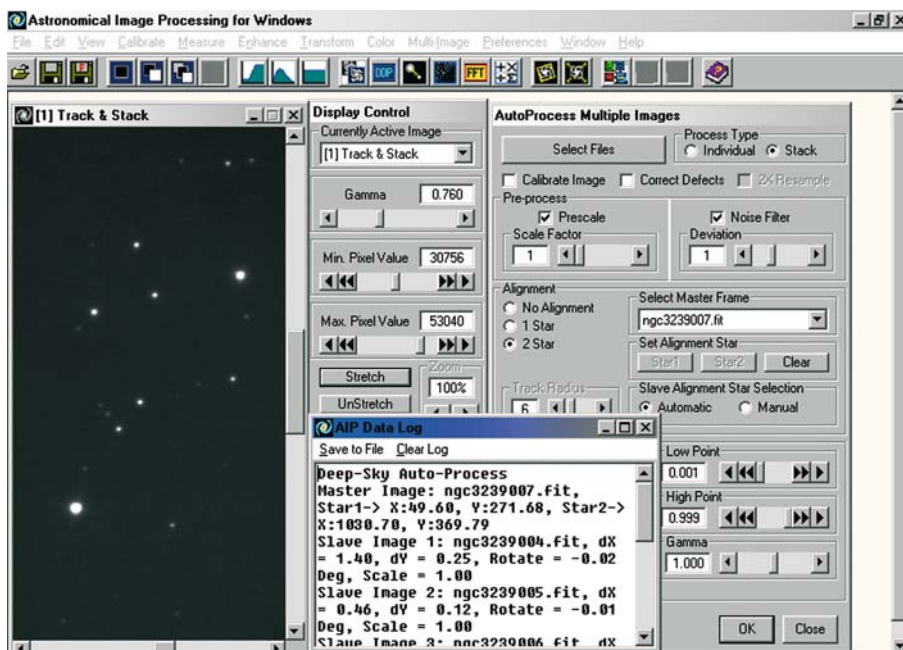 Astronomical Image Processing for Windows
File Edit View Calibrate Measure Enhance Transform Color Multi-Image Preferences Window Help
DDP FFT
[1] Track & Stack
Display Control
Currently Active Image
[1] Track & Stack
Gamma 0.760
Min. Pixel Value 30756
Max. Pixel Value 53040
Stretch
UnStretch
Zoom
100%
AutoProcess Multiple Images
Select Files
Process Type
Individual Stack
Calibrate Image Correct Defects 2X Resample
Pre-process
Prescale
Scale Factor
1
Noise Filter
Deviation
1
Alignment
No Alignment
1 Star
2 Star
Select Master Frame
ngc3239007.fit
Set Alignment Star
Star1 Star2 Clear
Track Radius
6
Slave Alignment Star Selection
Automatic Manual
Low Point
0.001
High Point
0.999
Gamma
1.000
OK Close
AIP Data Log
Save to File Clear Log
Deep-Sky Auto-Process
Master Image: ngc3239007.fit,
Star1-> X:49.60, Y:271.68, Star2->
X:1030.70, Y:369.79
Slave Image 1: ngc3239004.fit, dX
= 1.40, dY = 0.25, Rotate = -0.02
Deg, Scale = 1.00
Slave Image 2: ngc3239005.fit, dX
= 0.46, dY = 0.12, Rotate = -0.01
Deg, Scale = 1.00
Slave Image 3: ngc3239006.fit, dX